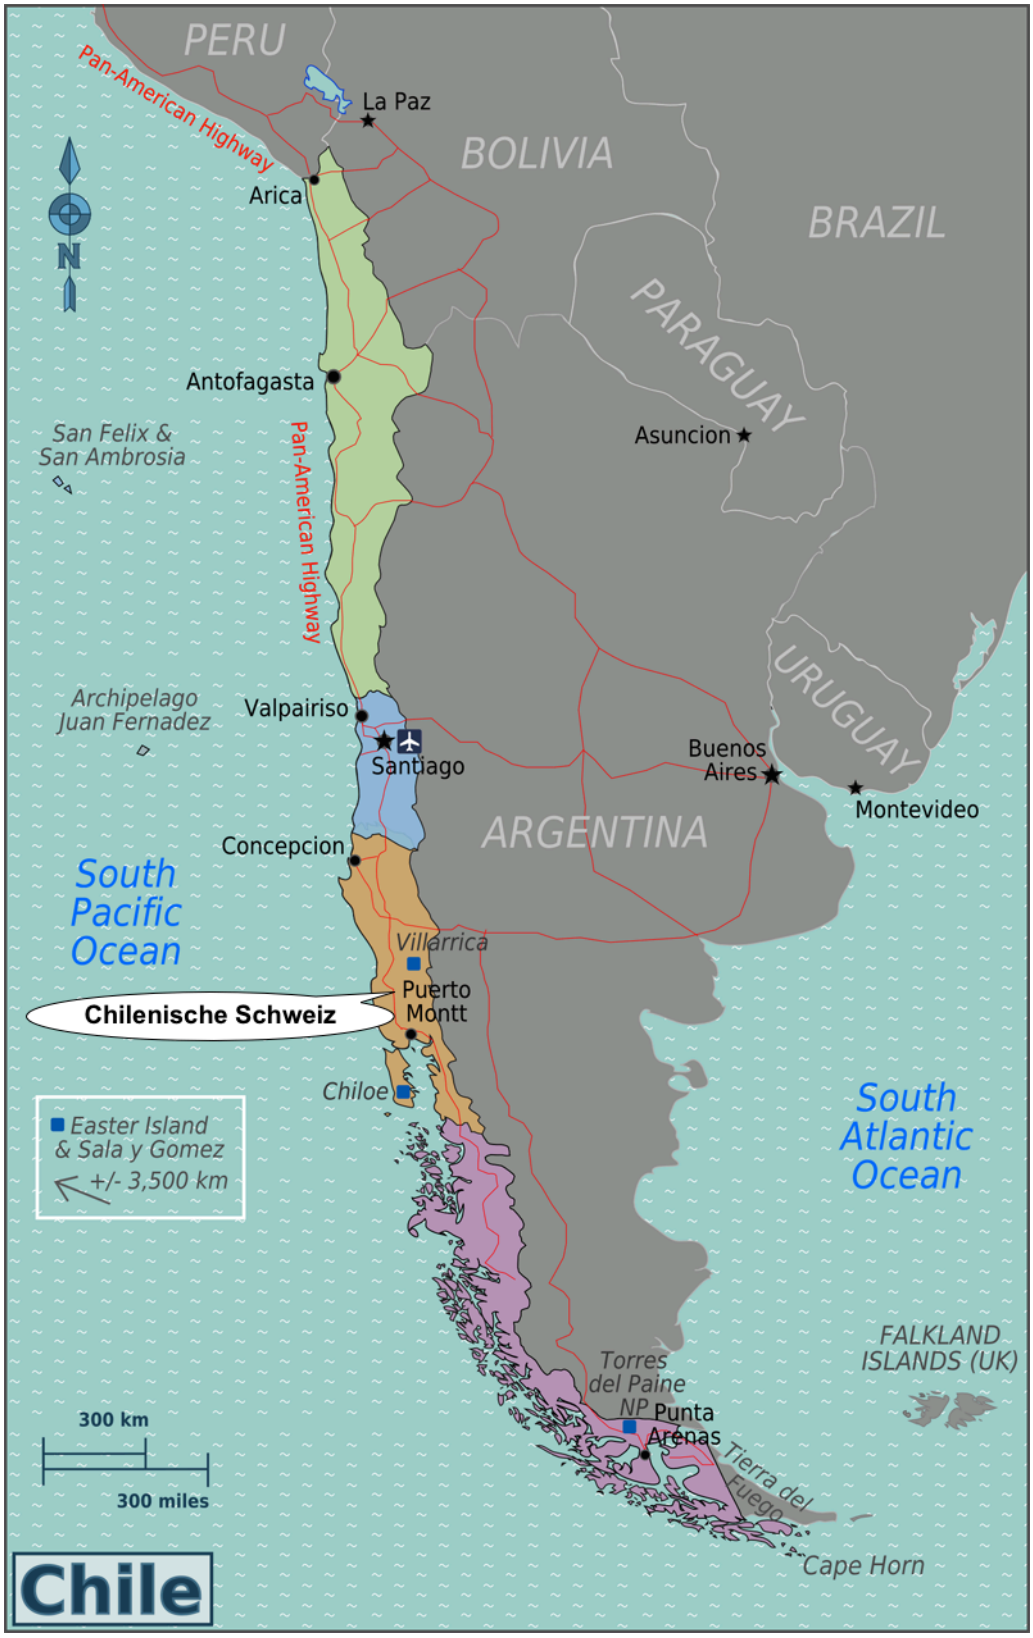 PERU
Pan-American Highway
La Paz
BOLIVIA
BRAZIL
Arica
N
PARAGUAY
Antofagasta
Asuncion
San Felix &
San Ambrosia
Pan-American Highway
URUGUAY
Archipelago
Juan Fernadez
Valpairiso
Santiago
Buenos
Aires
Montevideo
ARGENTINA
Concepcion
South
Pacific
Ocean
Villarrica
Puerto
Montt
Chilenische Schweiz
Chiloe
Easter Island
& Sala y Gomez
+/- 3,500 km
South
Atlantic
Ocean
FALKLAND
ISLANDS (UK)
Torres
del Paine
NP
Punta
Arenas
Tierra del
Fuego
Cape Horn
300 km
300 miles
Chile